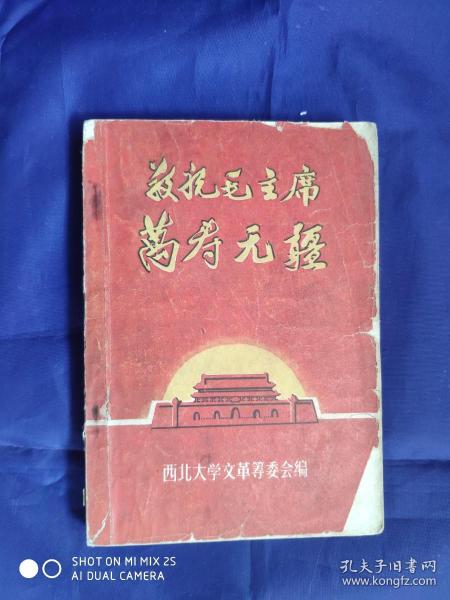 敬祝毛主席
萬寿无疆
西北大学文革筹委会编
SHOT ON MI MIX 2S
AI DUAL CAMERA
孔夫子旧书网
www.kongfz.com